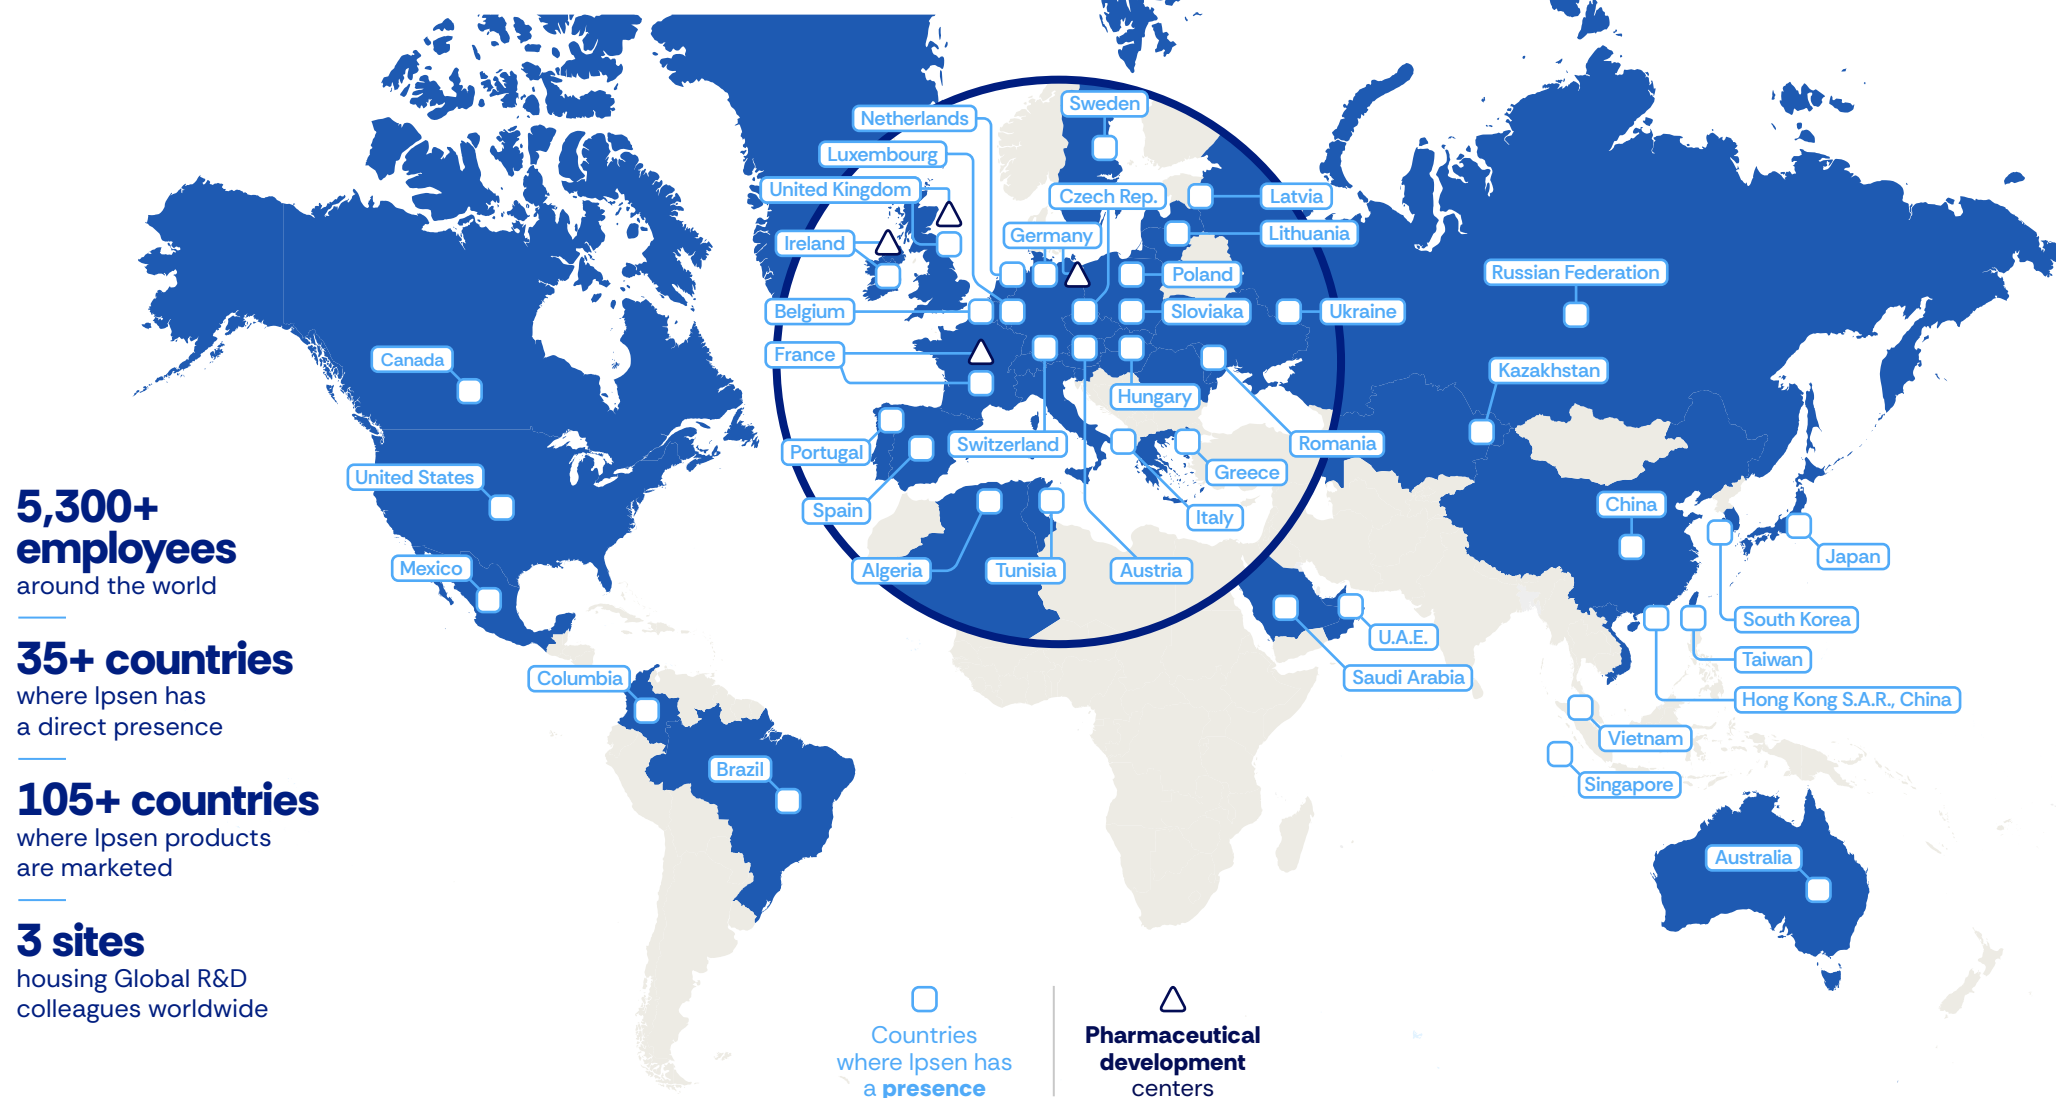 5,300+
employees
around the world
35+ countries
where Ipsen has
a direct presence
105+ countries
where Ipsen products
are marketed
3 sites
housing Global R&D
colleagues worldwide
Canada
United States
Mexico
Columbia
Brazil
Netherlands
Luxembourg
United Kingdom
Ireland
Belgium
France
Portugal
Spain
Algeria
Tunisia
Switzerland
Sweden
Czech Rep.
Germany
Latvia
Lithuania
Poland
Sloviaka
Ukraine
Hungary
Romania
Greece
Italy
Austria
Russian Federation
Kazakhstan
China
Japan
South Korea
Taiwan
Hong Kong S.A.R., China
U.A.E.
Saudi Arabia
Vietnam
Singapore
Australia
Countries
where Ipsen has
a presence
Pharmaceutical
development
centers